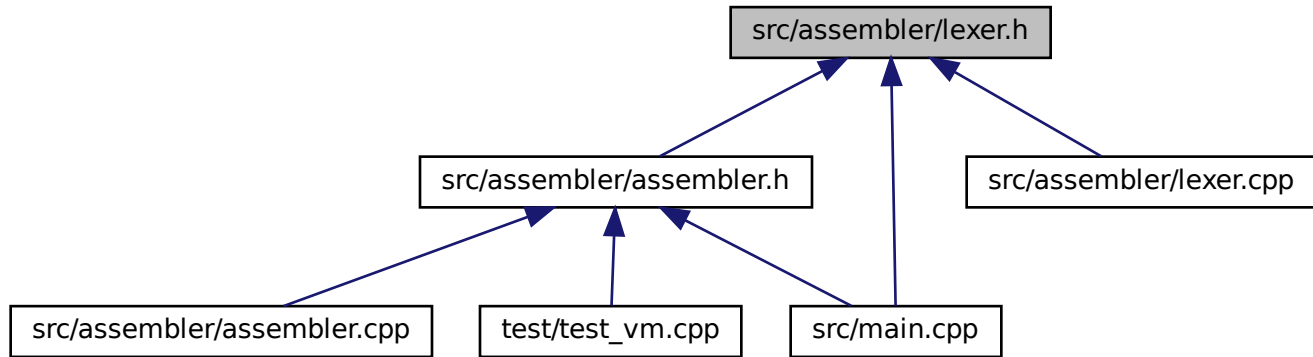 src/assembler/lexer.h
src/assembler/assembler.h
src/assembler/lexer.cpp
src/assembler/assembler.cpp
test/test_vm.cpp
src/main.cpp